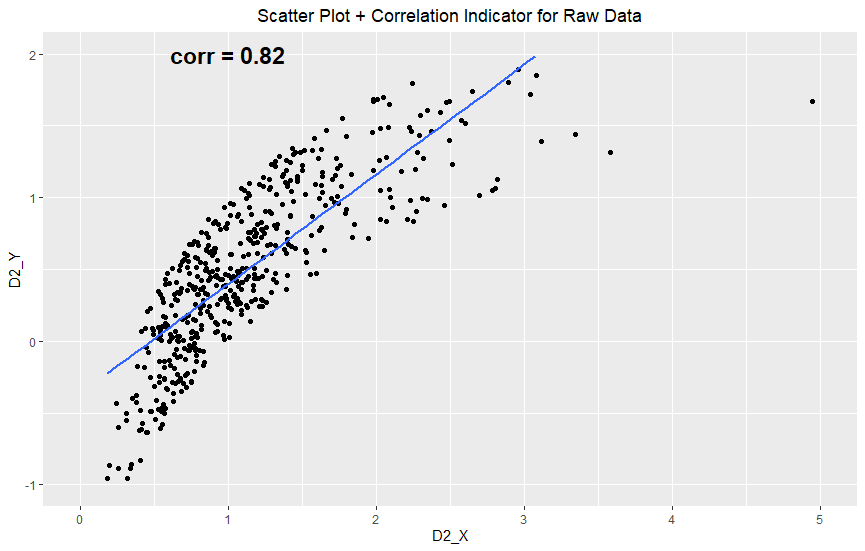 Scatter Plot + Correlation Indicator for Raw Data
corr = 0.82
2
1
0
-1
D2_Y
0 1 2 3 4 5
D2_X